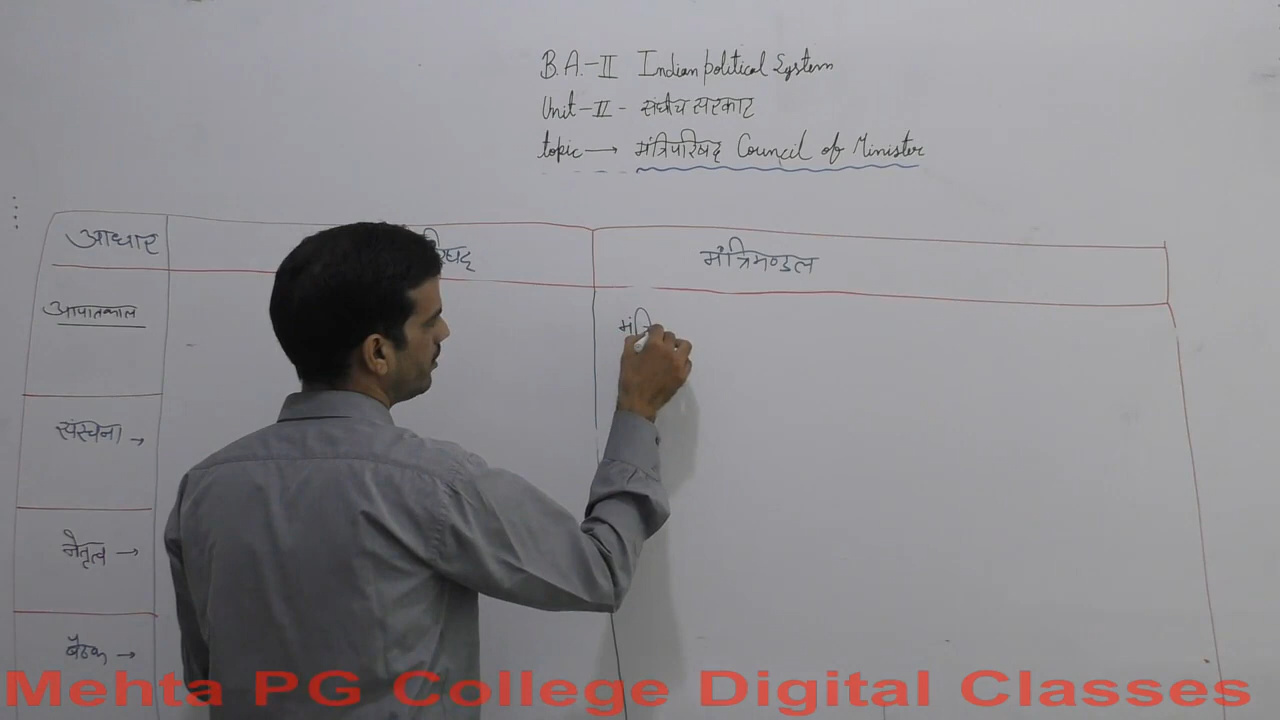 B.A.-II Indian political System
Unit-II - संघीय सरकार
topic → मंत्रिपरिषद् Council of Minister
आधार
रिषद्
मंत्रिमण्डल
आपातकाल
मंत्रि
संरचना →
नेतृत्व →
बैठक →
Mehta PG College Digital Classes